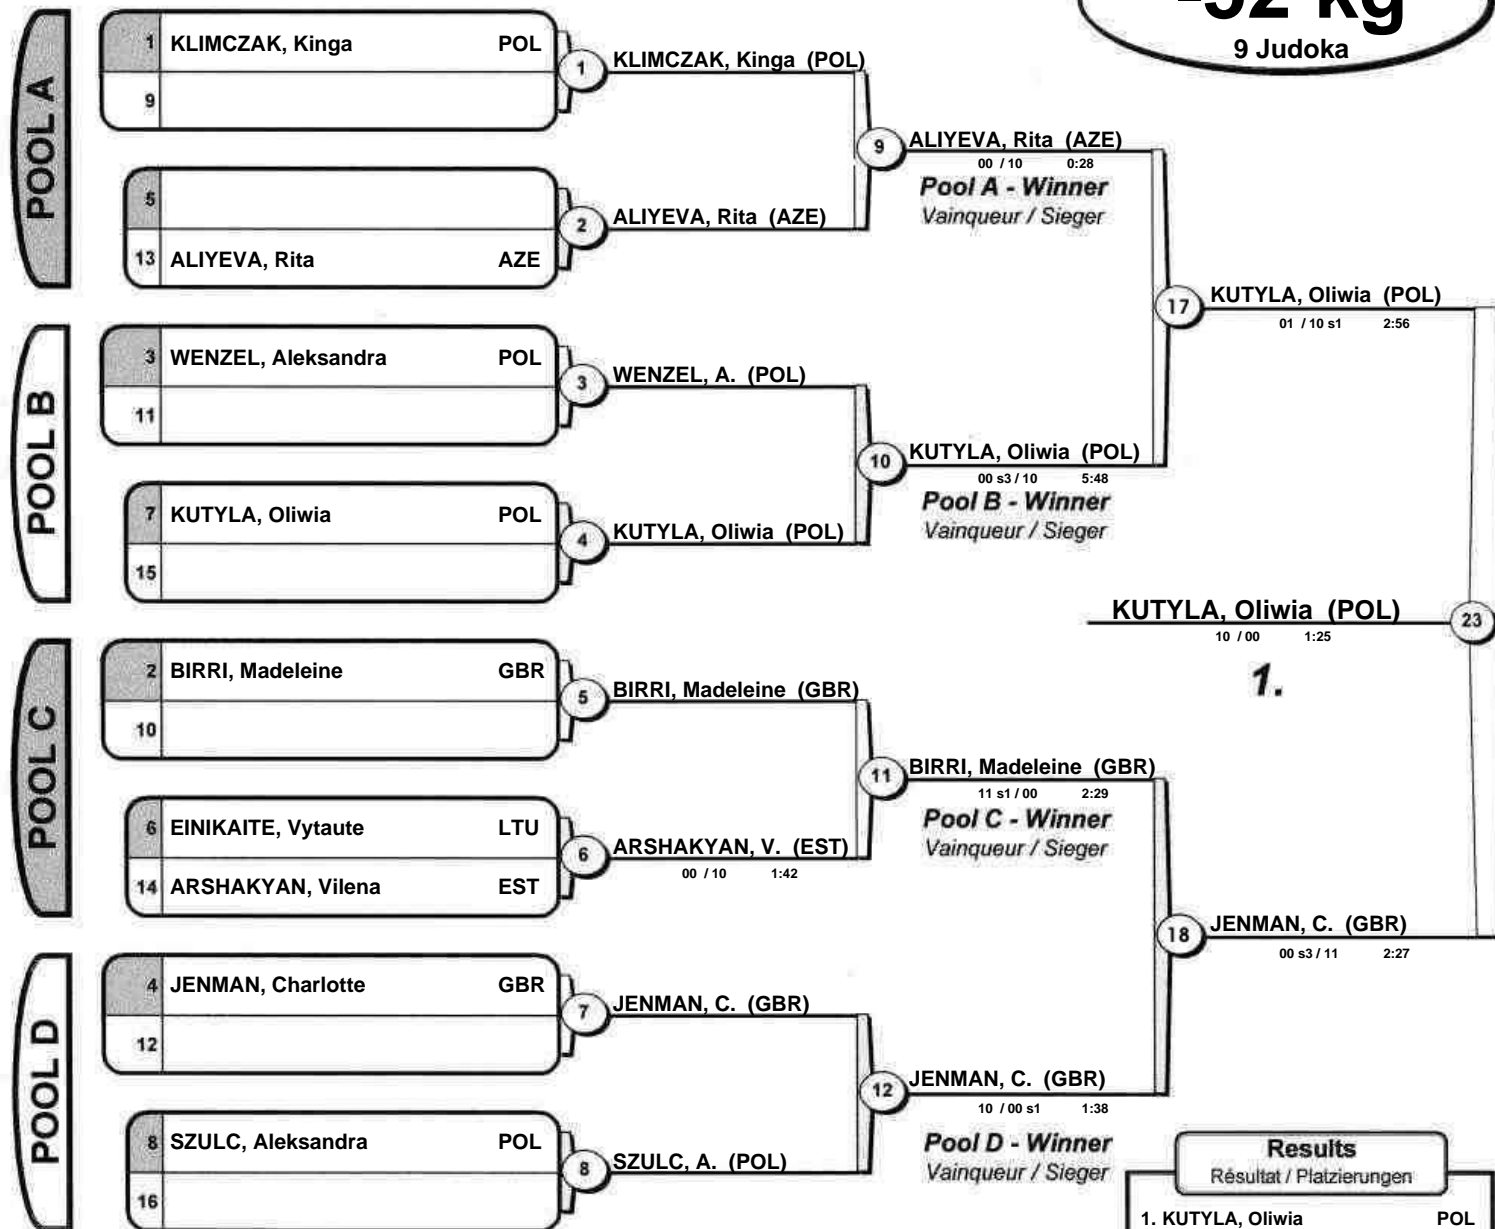 -52 kg
9 Judoka
POOL A
1 KLIMCZAK, Kinga POL
9
1
KLIMCZAK, Kinga (POL)
5
13 ALIYEVA, Rita AZE
2
ALIYEVA, Rita (AZE)
9
ALIYEVA, Rita (AZE)
00 / 10 0:28
Pool A - Winner
Vainqueur / Sieger
POOL B
3 WENZEL, Aleksandra POL
11
3
WENZEL, A. (POL)
7 KUTYLA, Oliwia POL
15
4
KUTYLA, Oliwia (POL)
10
KUTYLA, Oliwia (POL)
00 s3 / 10 5:48
Pool B - Winner
Vainqueur / Sieger
17
KUTYLA, Oliwia (POL)
01 / 10 s1 2:56
KUTYLA, Oliwia (POL)
23
10 / 00 1:25
1.
POOL C
2 BIRRI, Madeleine GBR
10
5
BIRRI, Madeleine (GBR)
6 EINIKAITE, Vytaute LTU
14 ARSHAKYAN, Vilena EST
6
ARSHAKYAN, V. (EST)
00 / 10 1:42
11
BIRRI, Madeleine (GBR)
11 s1 / 00 2:29
Pool C - Winner
Vainqueur / Sieger
18
JENMAN, C. (GBR)
00 s3 / 11 2:27
POOL D
4 JENMAN, Charlotte GBR
12
7
JENMAN, C. (GBR)
8 SZULC, Aleksandra POL
16
8
SZULC, A. (POL)
12
JENMAN, C. (GBR)
10 / 00 s1 1:38
Pool D - Winner
Vainqueur / Sieger
Results
Résultat / Platzierungen
1. KUTYLA, Oliwia POL